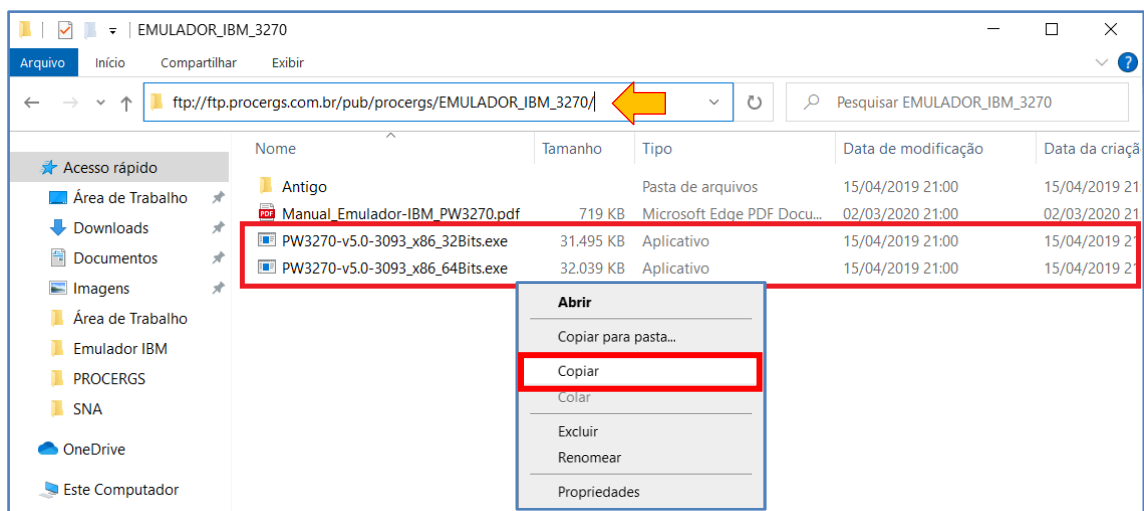 EMULADOR_IBM_3270
Arquivo Início Compartilhar Exibir
ftp://ftp.procergs.com.br/pub/procergs/EMULADOR_IBM_3270/ Pesquisar EMULADOR_IBM_3270
Nome Tamanho Tipo Data de modificação Data da criaçã
Acesso rápido
Antigo Pasta de arquivos 15/04/2019 21:00 15/04/2019 21
Área de Trabalho
Manual_Emulador-IBM_PW3270.pdf 719 KB Microsoft Edge PDF Docu... 02/03/2020 21:00 02/03/2020 21
Downloads
PW3270-v5.0-3093_x86_32Bits.exe 31.495 KB Aplicativo 15/04/2019 21:00 15/04/2019 21
Documentos
PW3270-v5.0-3093_x86_64Bits.exe 32.039 KB Aplicativo 15/04/2019 21:00 15/04/2019 21
Imagens
Área de Trabalho
Emulador IBM
PROCERGS
SNA
OneDrive
Este Computador
Abrir
Copiar para pasta...
Copiar
Colar
Excluir
Renomear
Propriedades